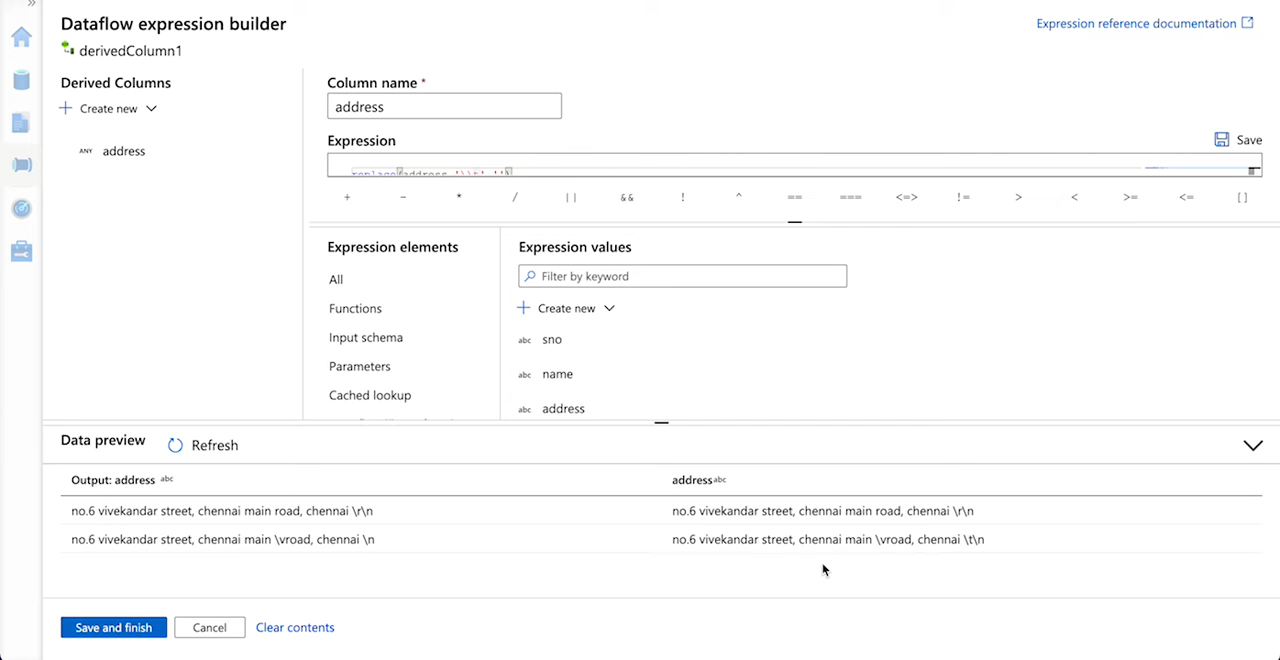 Dataflow expression builder
Expression reference documentation
derivedColumn1
Derived Columns
Create new
ANY address
Column name *
address
Expression
Save
replace(address,'\\t','')
+ - * / || && ! ^ == === <=> != > < >= <= []
Expression elements
All
Functions
Input schema
Parameters
Cached lookup
Expression values
Filter by keyword
Create new
abc sno
abc name
abc address
Data preview
Refresh
Output: address abc
address abc
no.6 vivekandar street, chennai main road, chennai \r\n
no.6 vivekandar street, chennai main road, chennai \r\n
no.6 vivekandar street, chennai main \vroad, chennai \n
no.6 vivekandar street, chennai main \vroad, chennai \t\n
Save and finish
Cancel
Clear contents